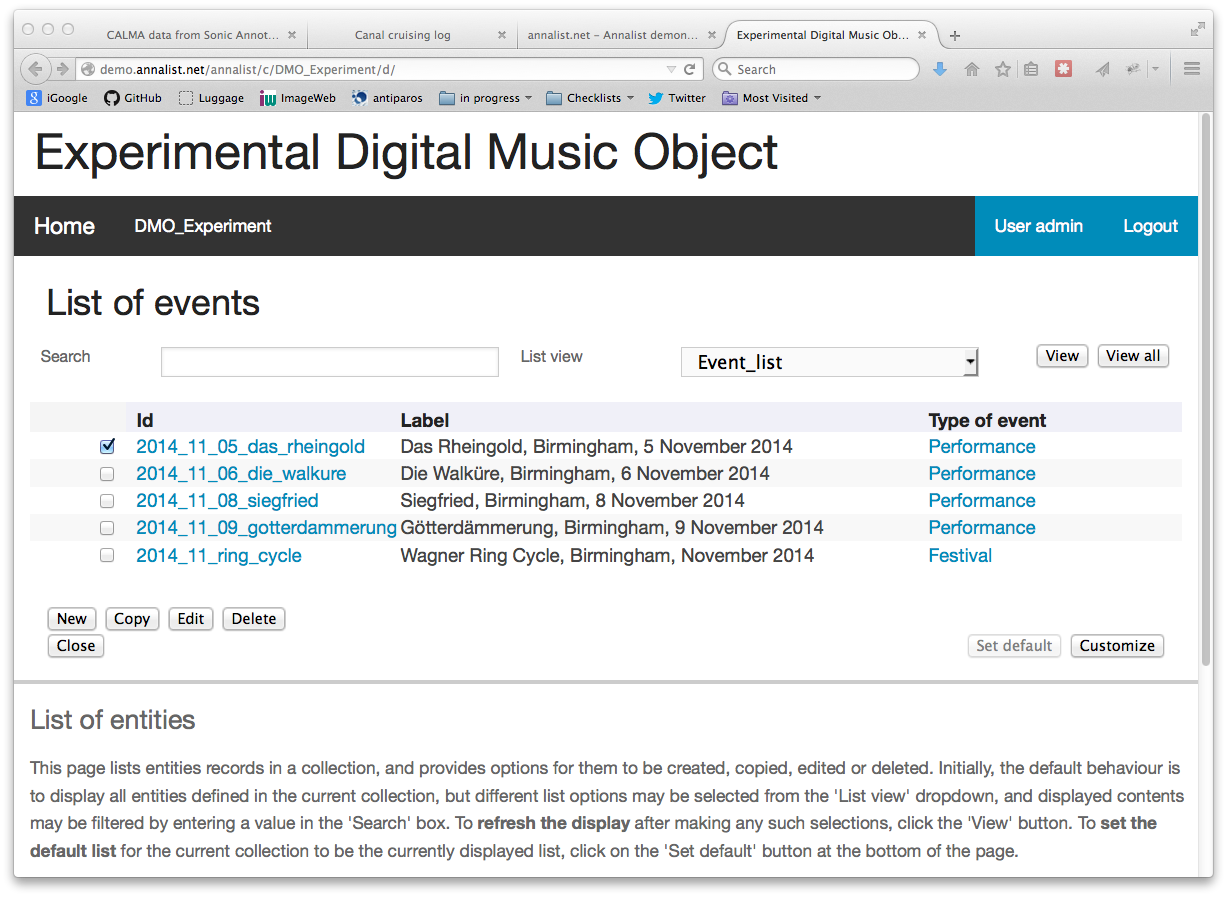 CALMA data from Sonic Annot... Canal cruising log annalist.net – Annalist demon... Experimental Digital Music Ob...
demo.annalist.net/annalist/c/DMO_Experiment/d/ Search
iGoogle GitHub Luggage ImageWeb antiparos in progress Checklists Twitter Most Visited
Experimental Digital Music Object
Home DMO_Experiment User admin Logout
List of events
Search List view Event_list View View all
Id Label Type of event
2014_11_05_das_rheingold Das Rheingold, Birmingham, 5 November 2014 Performance
2014_11_06_die_walkure Die Walküre, Birmingham, 6 November 2014 Performance
2014_11_08_siegfried Siegfried, Birmingham, 8 November 2014 Performance
2014_11_09_gotterdammerung Götterdämmerung, Birmingham, 9 November 2014 Performance
2014_11_ring_cycle Wagner Ring Cycle, Birmingham, November 2014 Festival
New Copy Edit Delete
Close Set default Customize
List of entities
This page lists entities records in a collection, and provides options for them to be created, copied, edited or deleted. Initially, the default behaviour is
to display all entities defined in the current collection, but different list options may be selected from the 'List view' dropdown, and displayed contents
may be filtered by entering a value in the 'Search' box. To refresh the display after making any such selections, click the 'View' button. To set the
default list for the current collection to be the currently displayed list, click on the 'Set default' button at the bottom of the page.